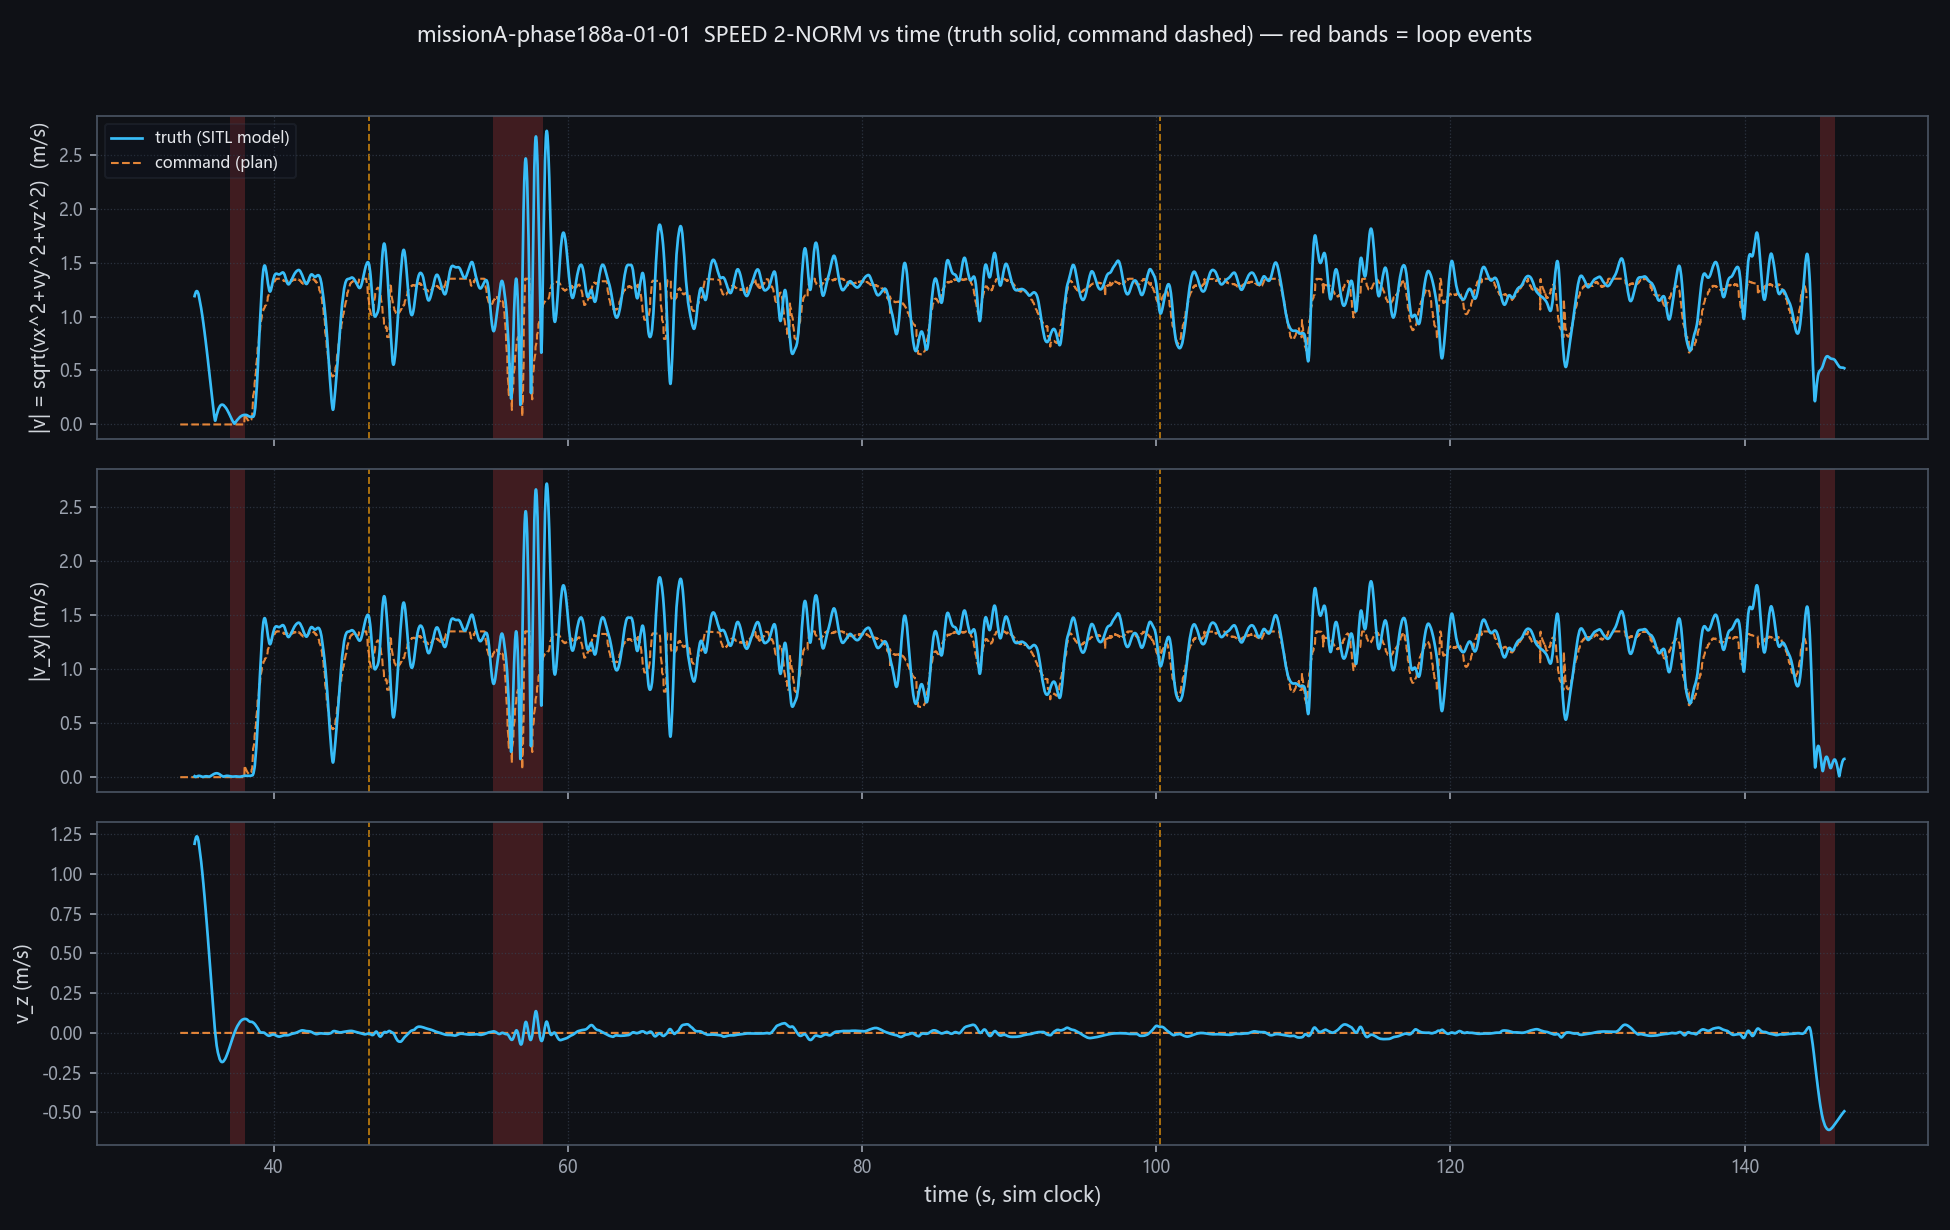 missionA-phase188a-01-01  SPEED 2-NORM vs time (truth solid, command dashed) — red bands = loop events
|v| = sqrt(vx^2+vy^2+vz^2)  (m/s)
truth (SITL model)
command (plan)
2.5
2.0
1.5
1.0
0.5
0.0
|v_xy| (m/s)
2.5
2.0
1.5
1.0
0.5
0.0
v_z (m/s)
1.25
1.00
0.75
0.50
0.25
0.00
-0.25
-0.50
40 60 80 100 120 140
time (s, sim clock)